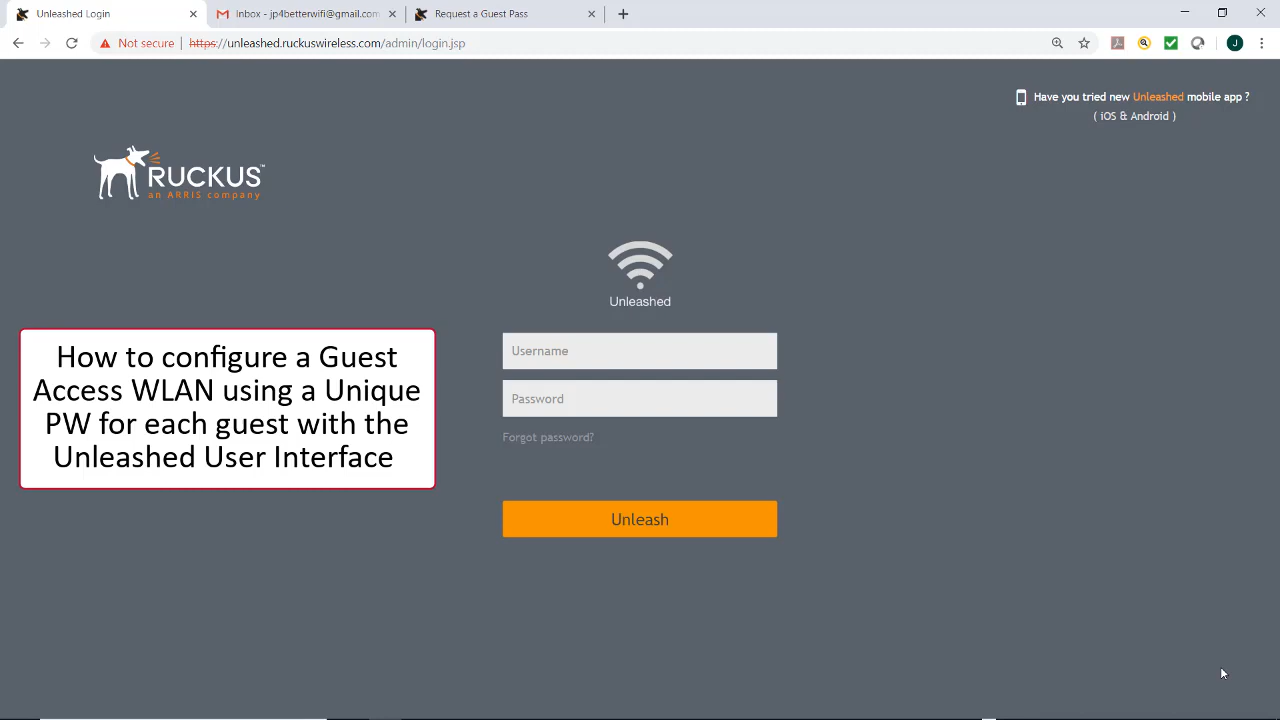 Unleashed Login
Inbox - jp4betterwifi@gmail.com
Request a Guest Pass
Not secure
https://unleashed.ruckuswireless.com/admin/login.jsp
J
Have you tried new Unleashed mobile app ?
( iOS & Android )
RUCKUS™
an ARRIS company
Unleashed
Username
Password
Forgot password?
Unleash
How to configure a Guest
Access WLAN using a Unique
PW for each guest with the
Unleashed User Interface